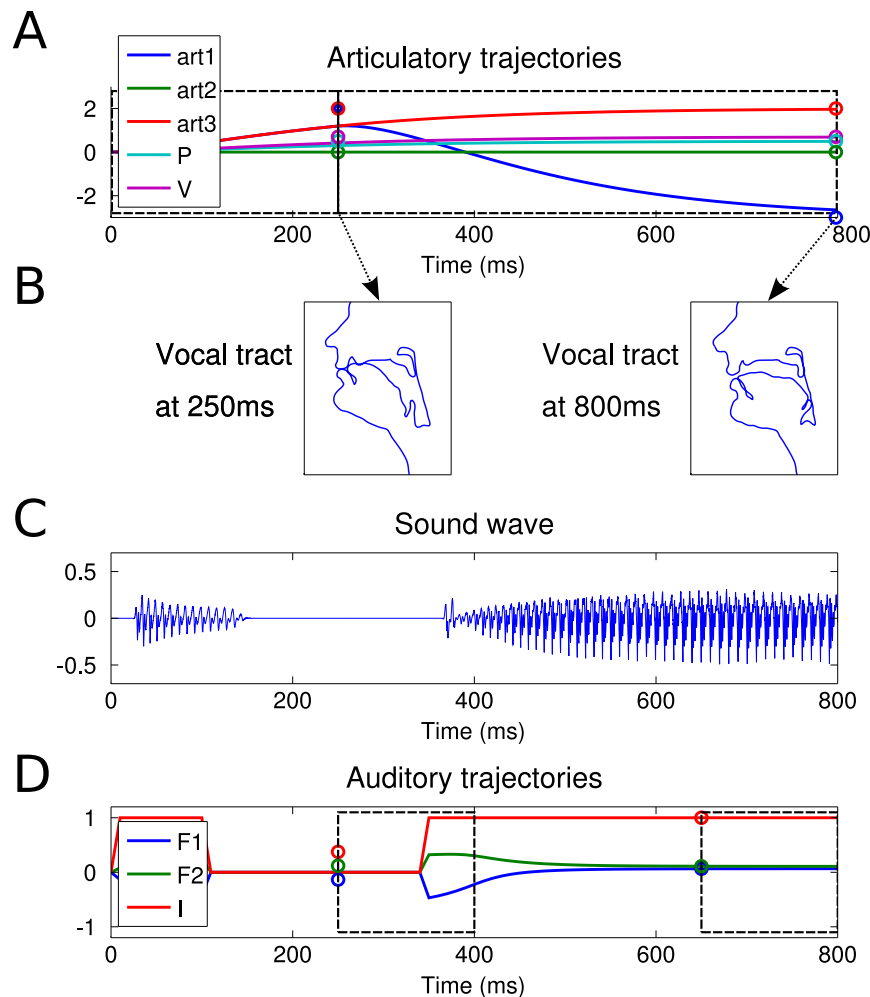 A
Articulatory trajectories
art1
art2
art3
P
V
2
0
-2
0
200
400
600
800
Time (ms)
B
Vocal tract
at 250ms
Vocal tract
at 800ms
C
Sound wave
0.5
0
-0.5
0
200
400
600
800
Time (ms)
D
Auditory trajectories
F1
F2
I
1
0
-1
0
200
400
600
800
Time (ms)